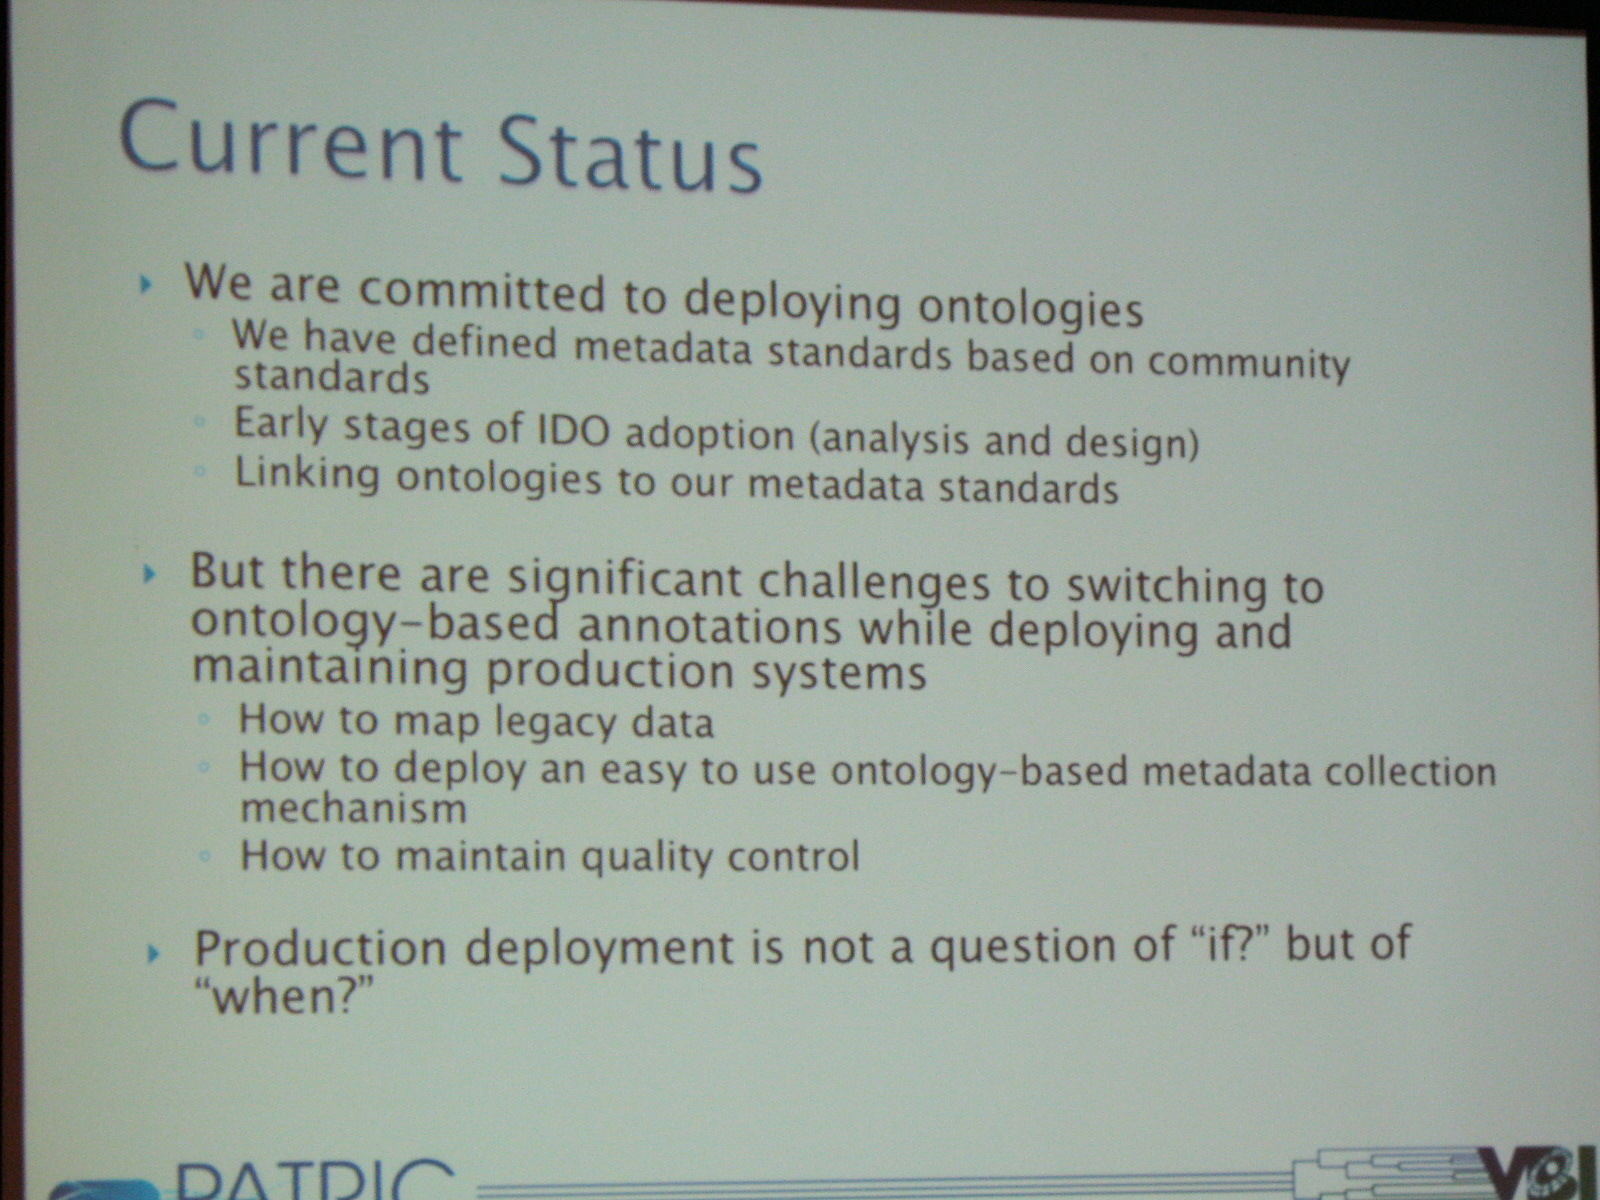 Current Status
We are committed to deploying ontologies
We have defined metadata standards based on community
standards
Early stages of IDO adoption (analysis and design)
Linking ontologies to our metadata standards
But there are significant challenges to switching to
ontology-based annotations while deploying and
maintaining production systems
How to map legacy data
How to deploy an easy to use ontology-based metadata collection
mechanism
How to maintain quality control
Production deployment is not a question of “if?” but of
“when?”
PATRIC
VBI